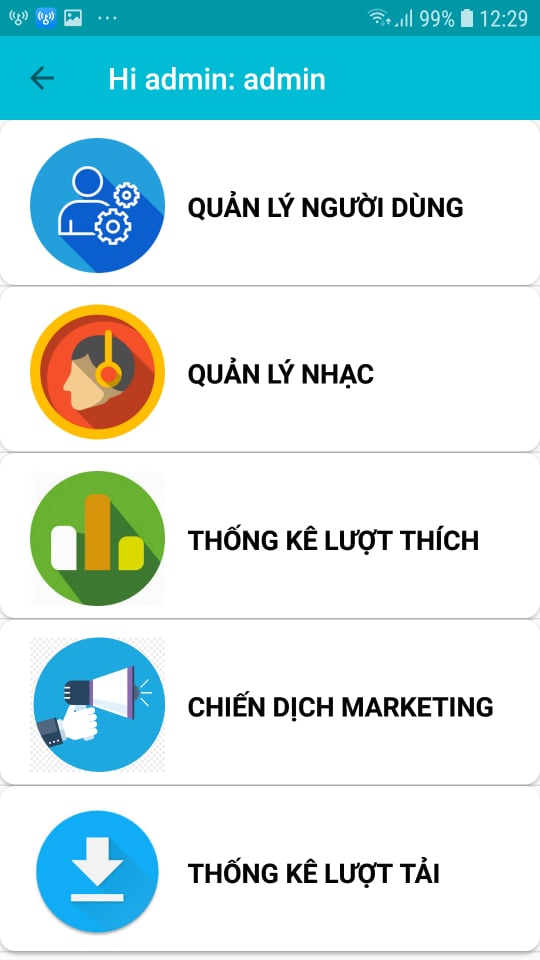 99% 12:29
Hi admin: admin
QUẢN LÝ NGƯỜI DÙNG
QUẢN LÝ NHẠC
THỐNG KÊ LƯỢT THÍCH
CHIẾN DỊCH MARKETING
THỐNG KÊ LƯỢT TẢI